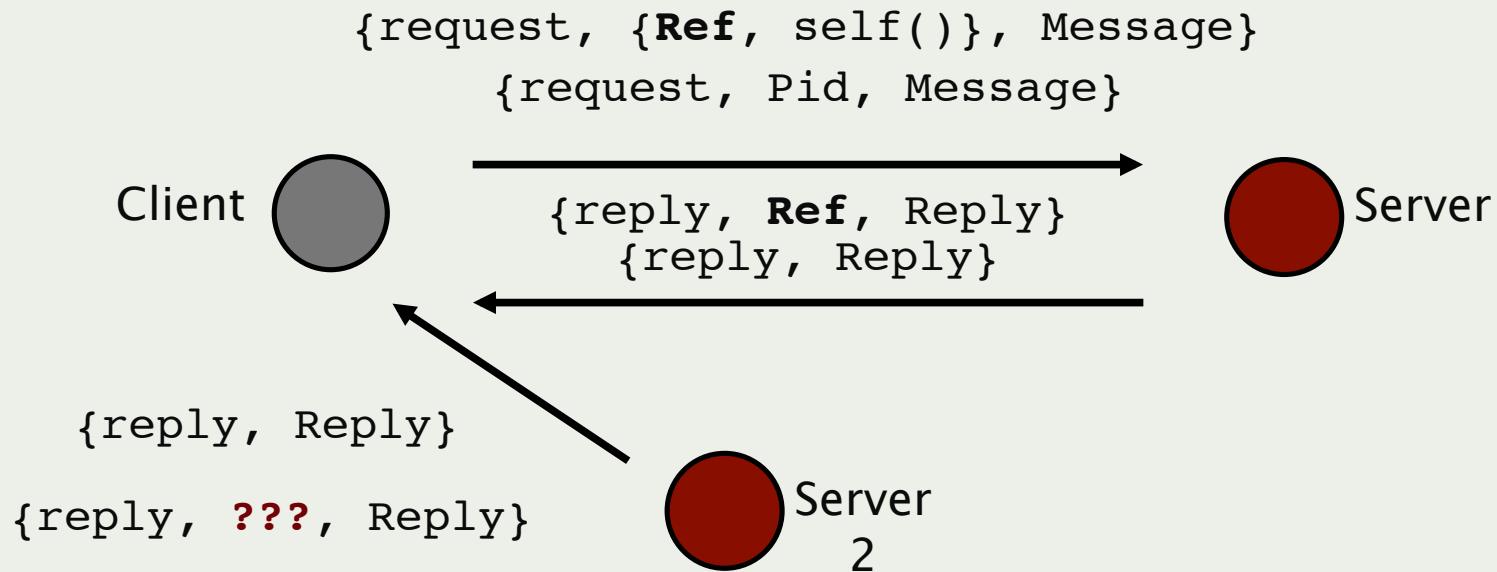 {request, {Ref, self()}, Message}
{request, Pid, Message}
Client
{reply, Ref, Reply}
Server
{reply, Reply}
{reply, Reply}
{reply, ???, Reply}
Server
2